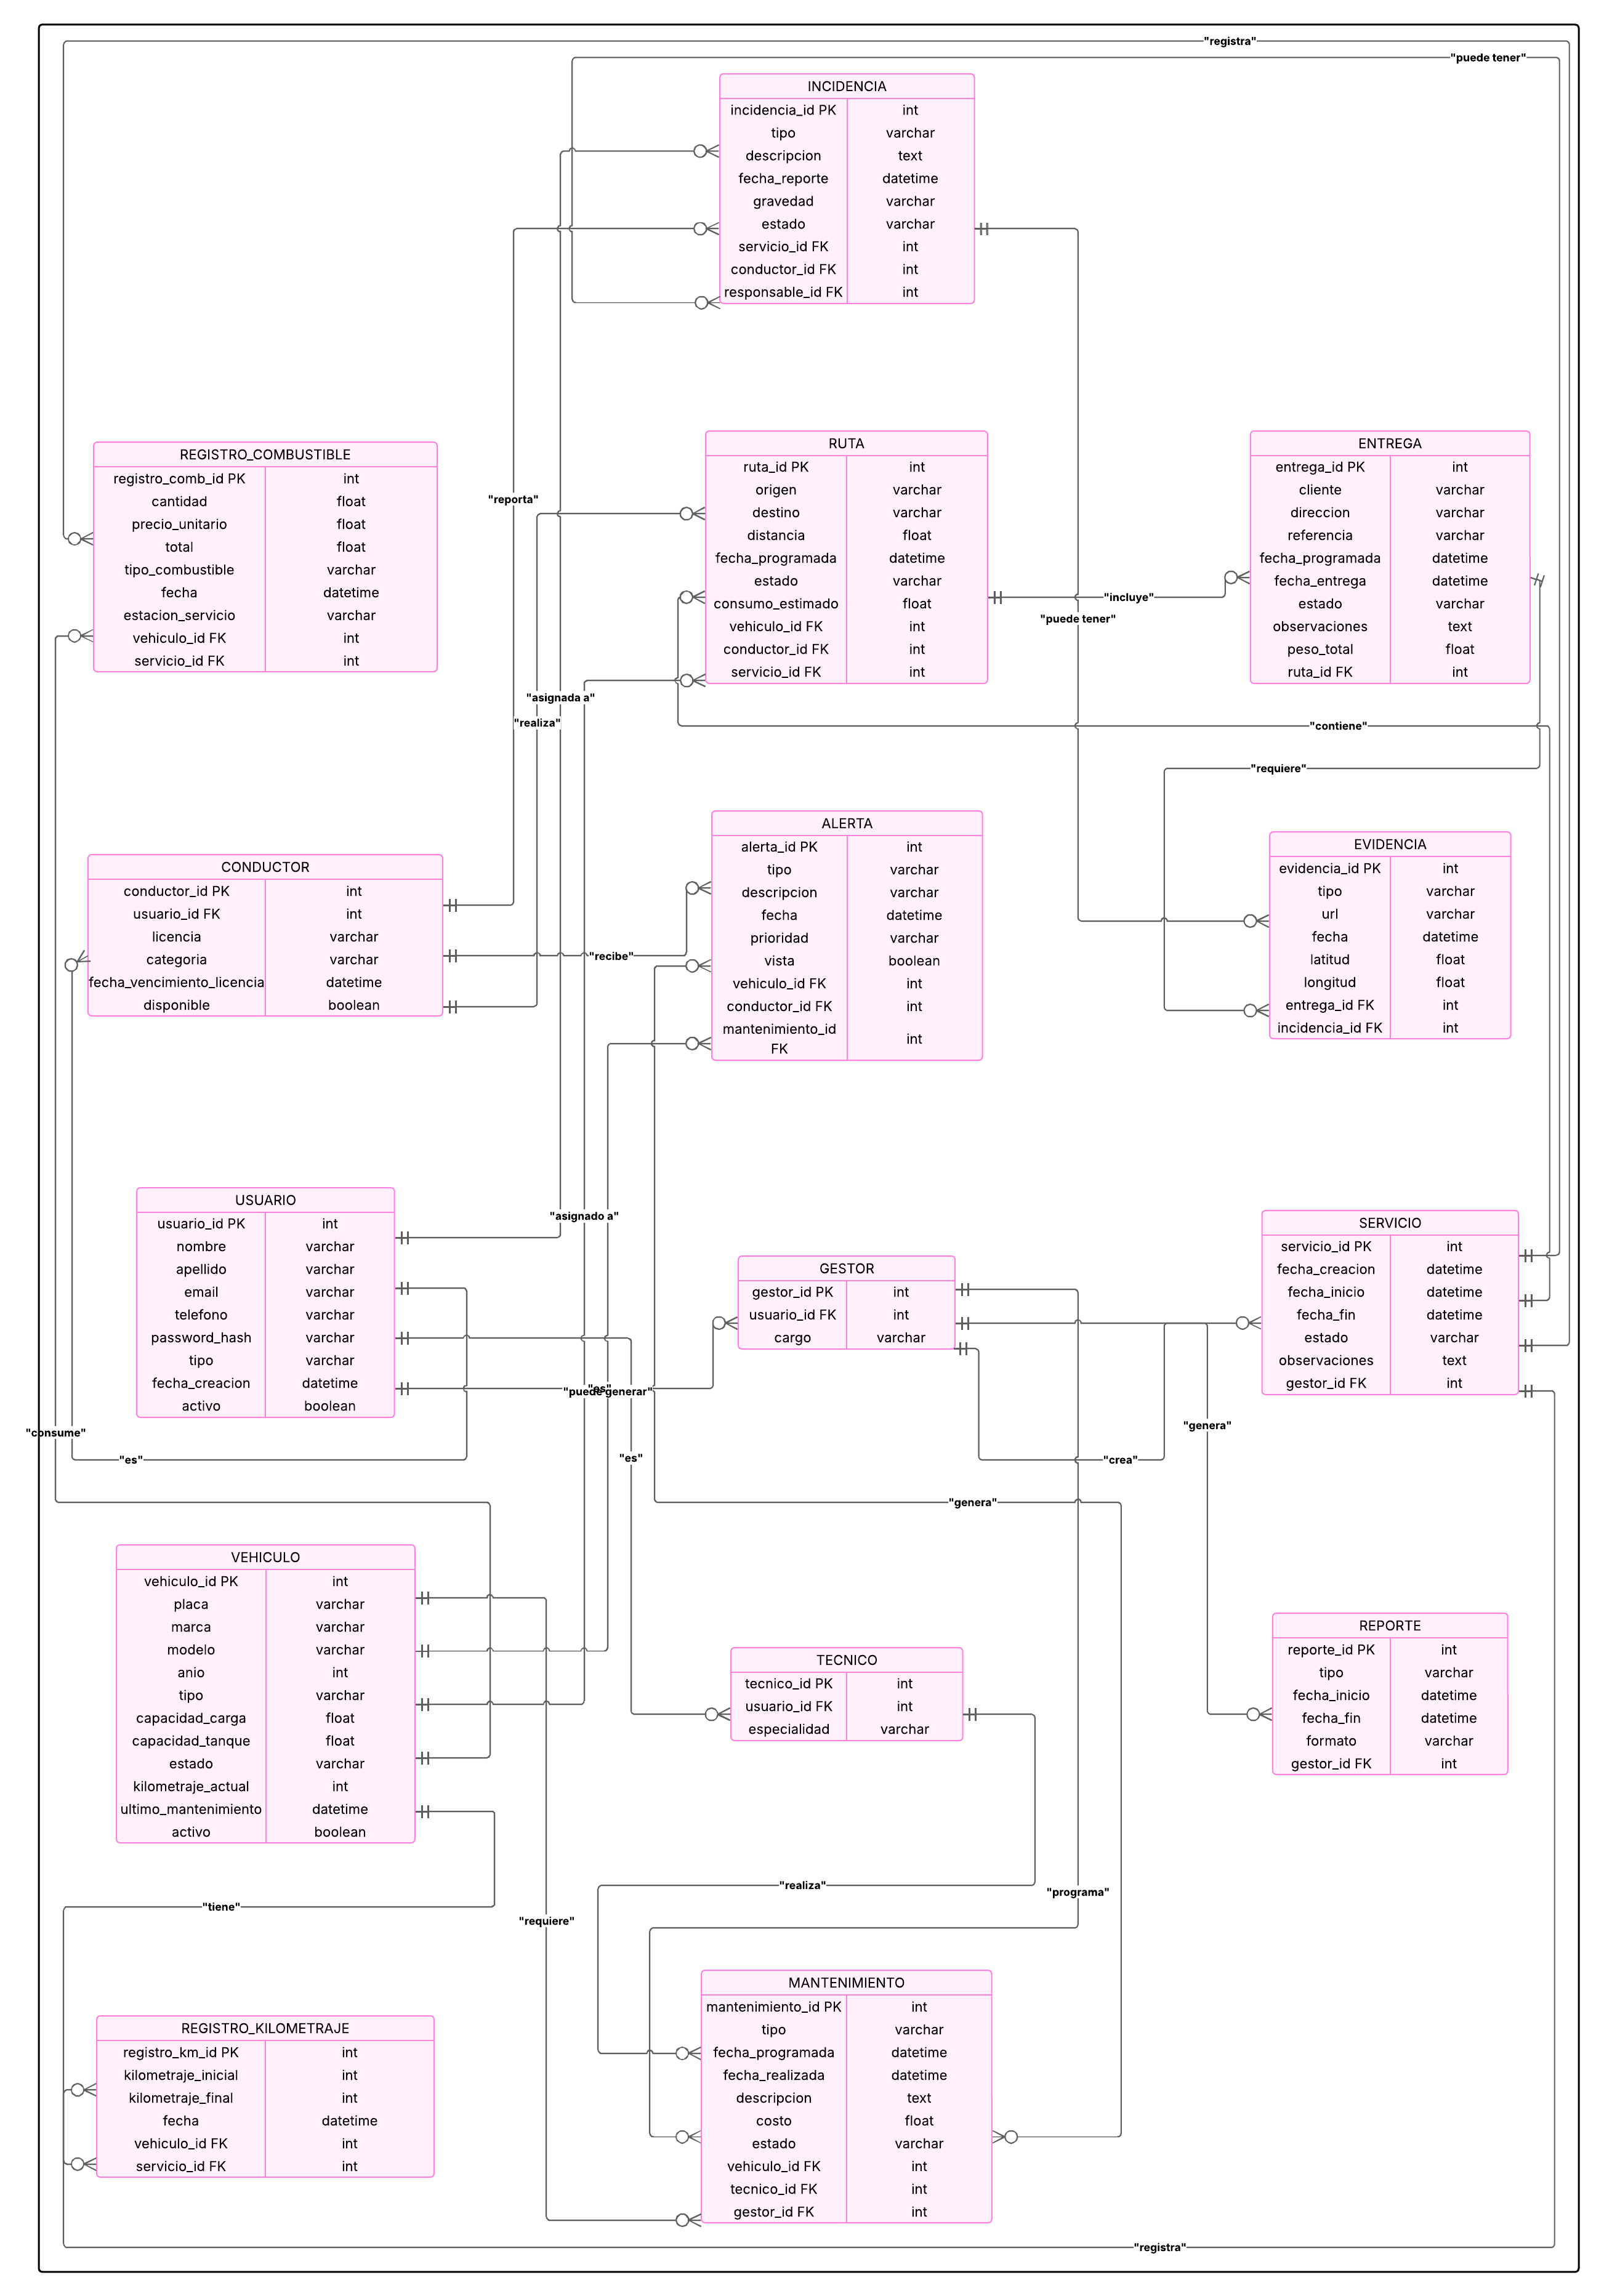 "registra"
"puede tener"
INCIDENCIA
incidencia_id PK int
tipo varchar
descripcion text
fecha_reporte datetime
gravedad varchar
estado varchar
servicio_id FK int
conductor_id FK int
responsable_id FK int
REGISTRO_COMBUSTIBLE
registro_comb_id PK int
cantidad float
precio_unitario float
total float
tipo_combustible varchar
fecha datetime
estacion_servicio varchar
vehiculo_id FK int
servicio_id FK int
"reporta"
RUTA
ruta_id PK int
origen varchar
destino varchar
distancia float
fecha_programada datetime
estado varchar
consumo_estimado float
vehiculo_id FK int
conductor_id FK int
servicio_id FK int
"incluye"
"puede tener"
ENTREGA
entrega_id PK int
cliente varchar
direccion varchar
referencia varchar
fecha_programada datetime
fecha_entrega datetime
estado varchar
observaciones text
peso_total float
ruta_id FK int
"asignada a"
"realiza"
"contiene"
"requiere"
CONDUCTOR
conductor_id PK int
usuario_id FK int
licencia varchar
categoria varchar
fecha_vencimiento_licencia datetime
disponible boolean
"recibe"
ALERTA
alerta_id PK int
tipo varchar
descripcion varchar
fecha datetime
prioridad varchar
vista boolean
vehiculo_id FK int
conductor_id FK int
mantenimiento_id
FK int
EVIDENCIA
evidencia_id PK int
tipo varchar
url varchar
fecha datetime
latitud float
longitud float
entrega_id FK int
incidencia_id FK int
USUARIO
usuario_id PK int
nombre varchar
apellido varchar
email varchar
telefono varchar
password_hash varchar
tipo varchar
fecha_creacion datetime
activo boolean
"asignado a"
"es"
"puede generar"
GESTOR
gestor_id PK int
usuario_id FK int
cargo varchar
SERVICIO
servicio_id PK int
fecha_creacion datetime
fecha_inicio datetime
fecha_fin datetime
estado varchar
observaciones text
gestor_id FK int
"consume"
"es"
"es"
"genera"
"crea"
"genera"
VEHICULO
vehiculo_id PK int
placa varchar
marca varchar
modelo varchar
anio int
tipo varchar
capacidad_carga float
capacidad_tanque float
estado varchar
kilometraje_actual int
ultimo_mantenimiento datetime
activo boolean
TECNICO
tecnico_id PK int
usuario_id FK int
especialidad varchar
REPORTE
reporte_id PK int
tipo varchar
fecha_inicio datetime
fecha_fin datetime
formato varchar
gestor_id FK int
"realiza"
"programa"
"tiene"
"requiere"
MANTENIMIENTO
mantenimiento_id PK int
tipo varchar
fecha_programada datetime
fecha_realizada datetime
descripcion text
costo float
estado varchar
vehiculo_id FK int
tecnico_id FK int
gestor_id FK int
REGISTRO_KILOMETRAJE
registro_km_id PK int
kilometraje_inicial int
kilometraje_final int
fecha datetime
vehiculo_id FK int
servicio_id FK int
"registra"